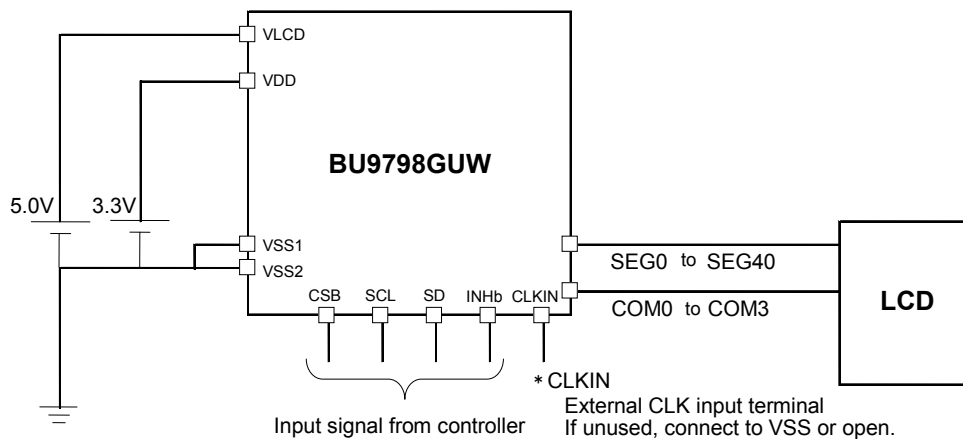 VLCD
VDD
BU9798GUW
5.0V
3.3V
VSS1
VSS2
SEG0 to SEG40
COM0 to COM3
LCD
CSB
SCL
SD
INHb
CLKIN
* CLKIN
External CLK input terminal
If unused, connect to VSS or open.
Input signal from controller